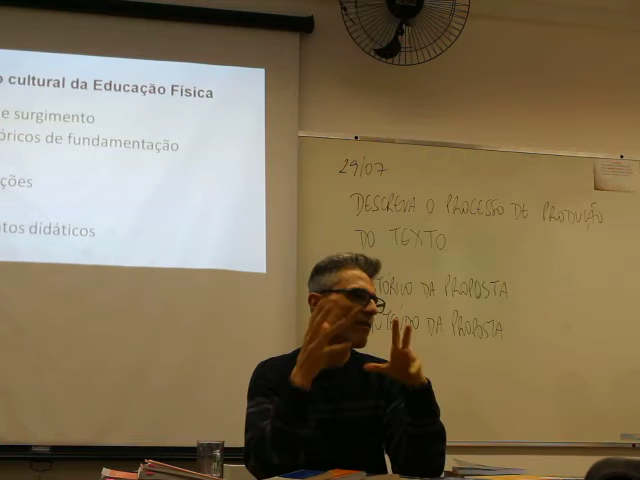 cultural da Educação Física
e surgimento
óricos de fundamentação
ções
tos didáticos
29/07
DESCREVA O PROCESSO DE PRODUÇÃO
DO TEXTO
TÓRICO DA PROPOSTA
DA PROPOSTA